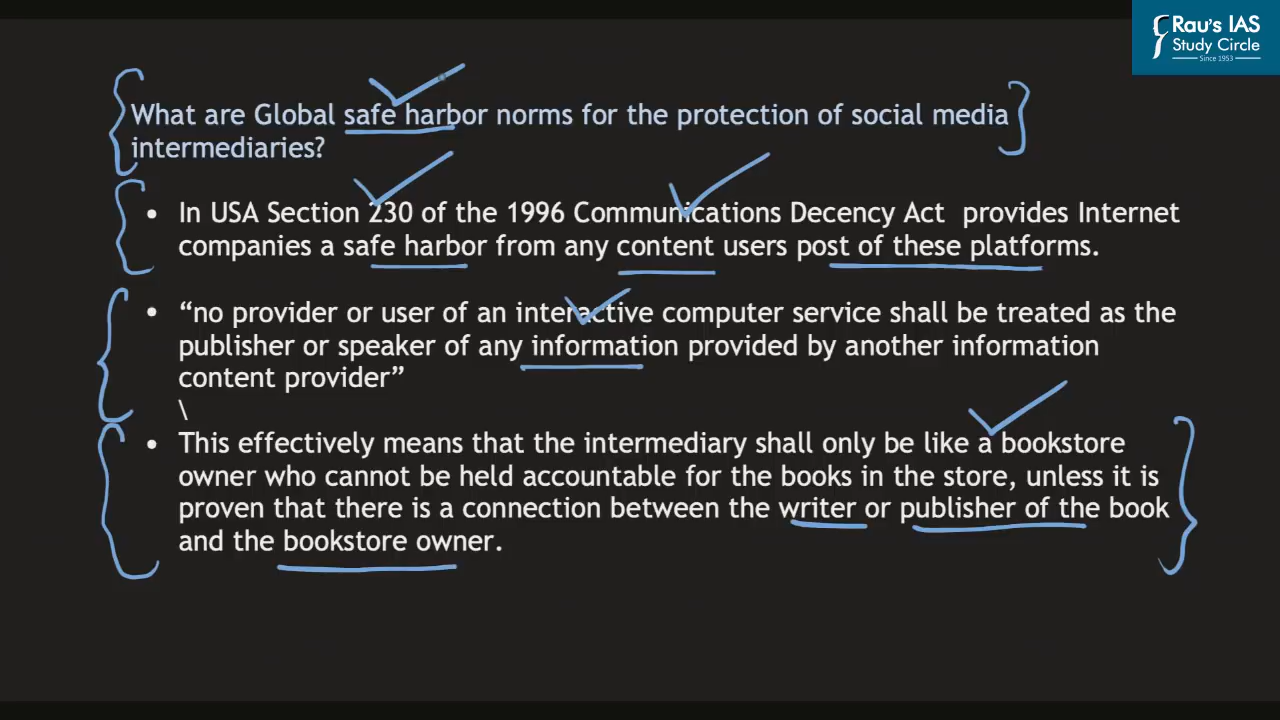 Rau's IAS
Study Circle
Since 1953
What are Global safe harbor norms for the protection of social media
intermediaries?
• In USA Section 230 of the 1996 Communications Decency Act provides Internet
companies a safe harbor from any content users post of these platforms.
• “no provider or user of an interactive computer service shall be treated as the
publisher or speaker of any information provided by another information
content provider”
\
• This effectively means that the intermediary shall only be like a bookstore
owner who cannot be held accountable for the books in the store, unless it is
proven that there is a connection between the writer or publisher of the book
and the bookstore owner.